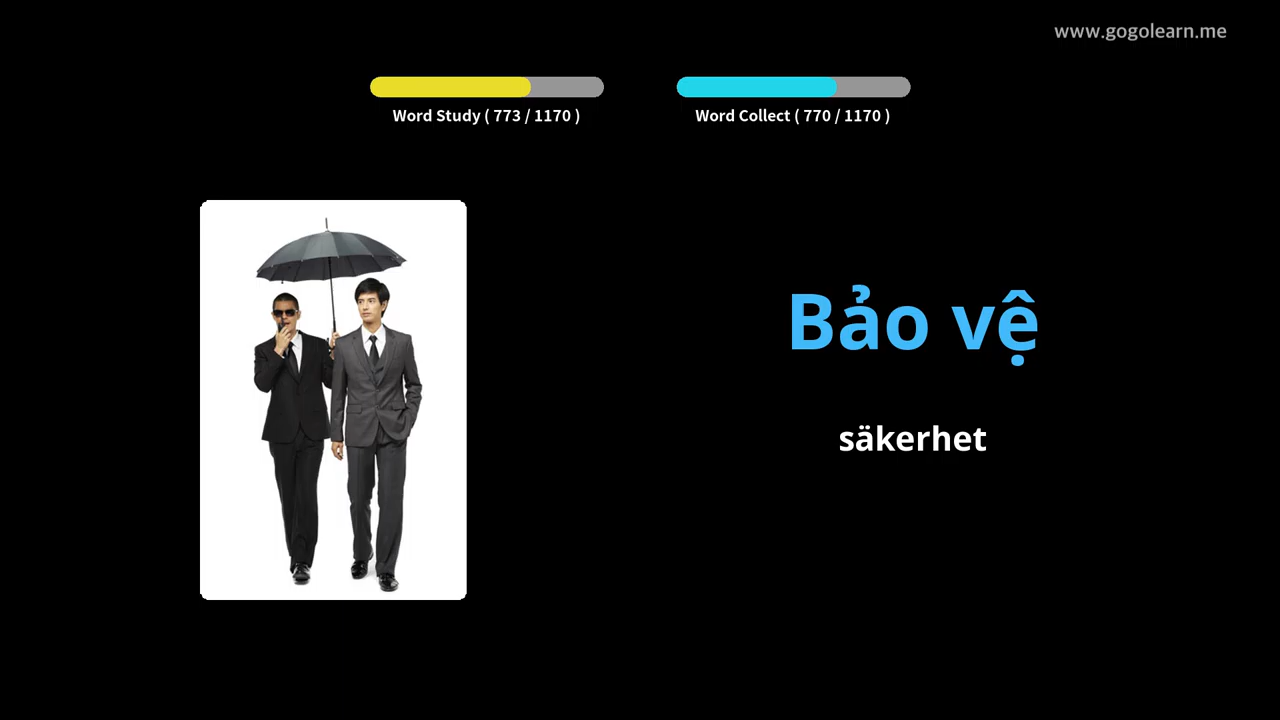 www.gogolearn.me
Word Study ( 773 / 1170 )
Word Collect ( 770 / 1170 )
Bảo vệ
säkerhet